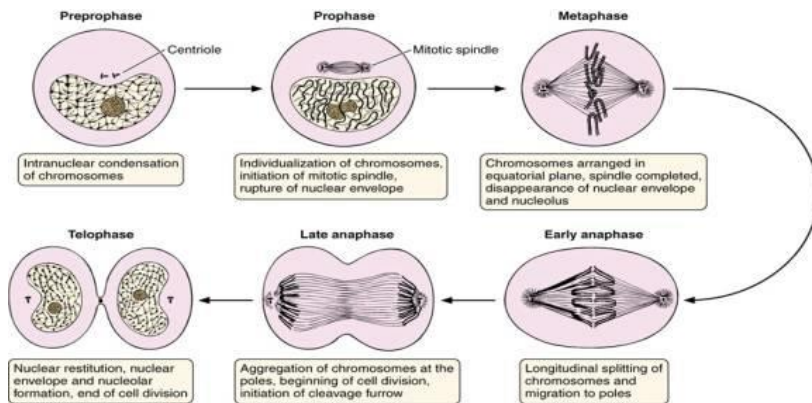 Preprophase
Centriole
Intranuclear condensation
of chromosomes
Prophase
Mitotic spindle
Individualization of chromosomes,
initiation of mitotic spindle,
rupture of nuclear envelope
Metaphase
Chromosomes arranged in
equatorial plane, spindle completed,
disappearance of nuclear envelope
and nucleolus
Early anaphase
Longitudinal splitting of
chromosomes and
migration to poles
Late anaphase
Aggregation of chromosomes at the
poles, beginning of cell division,
initiation of cleavage furrow
Telophase
Nuclear restitution, nuclear
envelope and nucleolar
formation, end of cell division